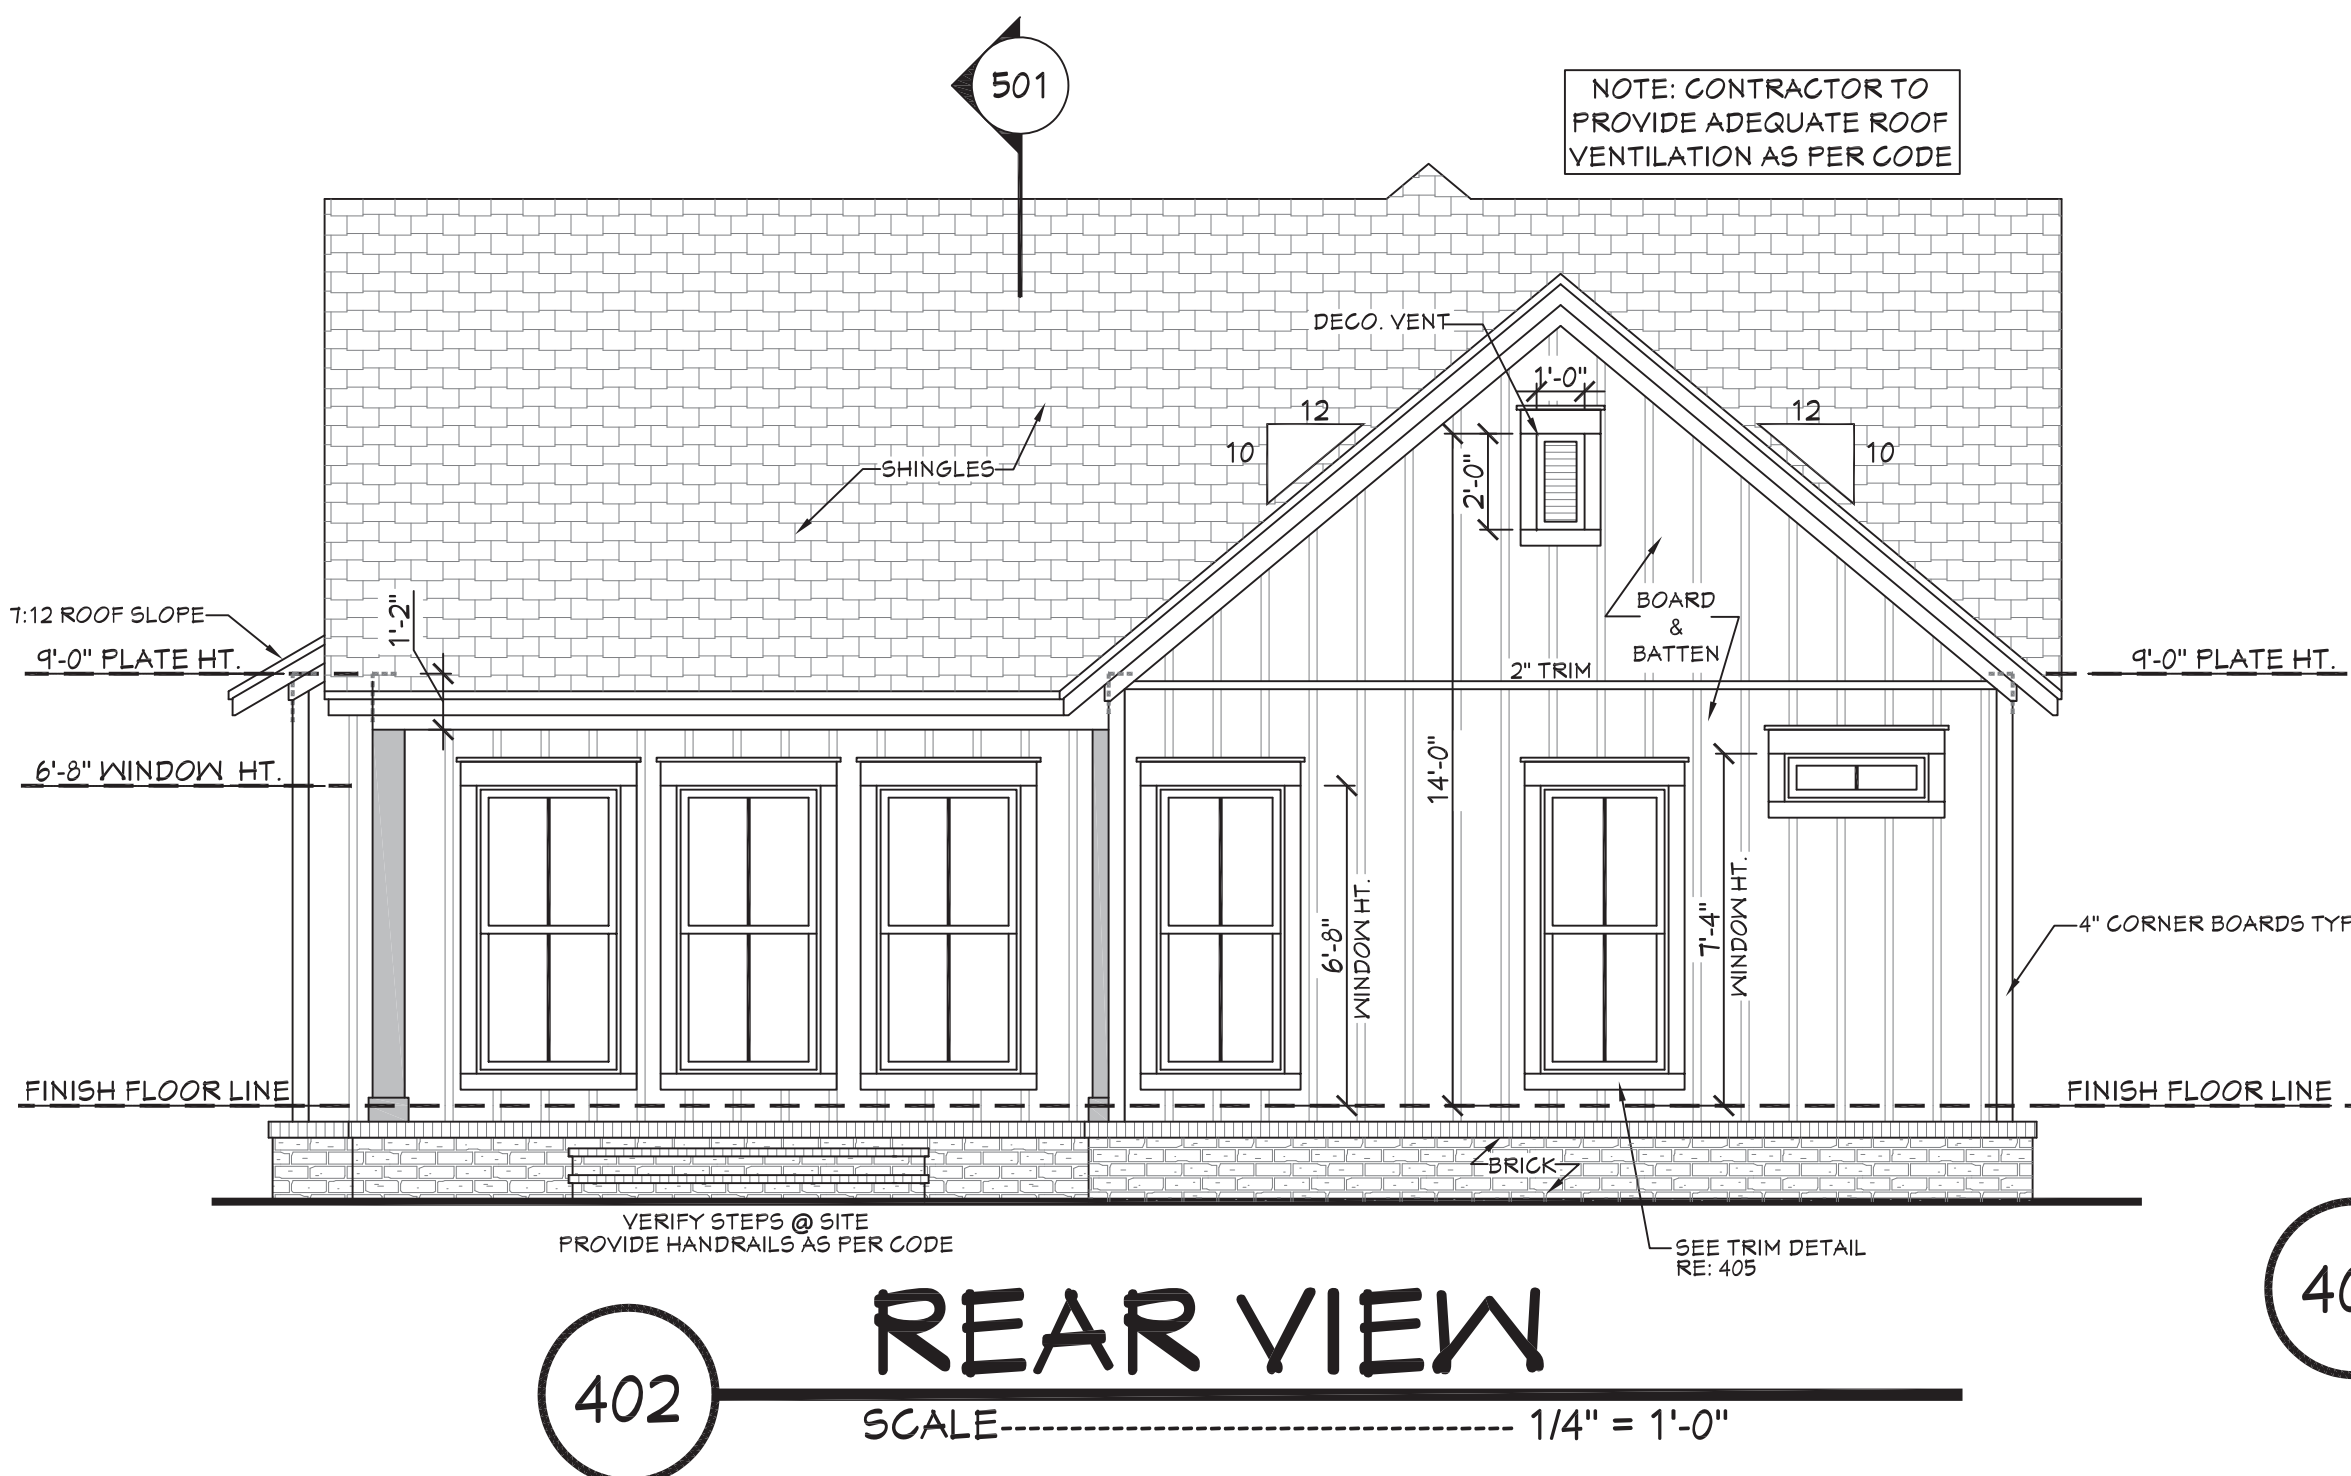 501
NOTE: CONTRACTOR TO
PROVIDE ADEQUATE ROOF
VENTILATION AS PER CODE
DECO. VENT
1'-0"
12
10
12
10
2'-0"
SHINGLES
7:12 ROOF SLOPE
1'-2"
BOARD
&
BATTEN
9'-0" PLATE HT.
2" TRIM
9'-0" PLATE HT.
6'-8" WINDOW HT.
14'-0"
6'-8"
WINDOW HT.
7'-4"
WINDOW HT.
4" CORNER BOARDS TYP
FINISH FLOOR LINE
FINISH FLOOR LINE
BRICK
VERIFY STEPS @ SITE
PROVIDE HANDRAILS AS PER CODE
SEE TRIM DETAIL
RE: 405
REAR VIEW
402
SCALE 1/4" = 1'-0"